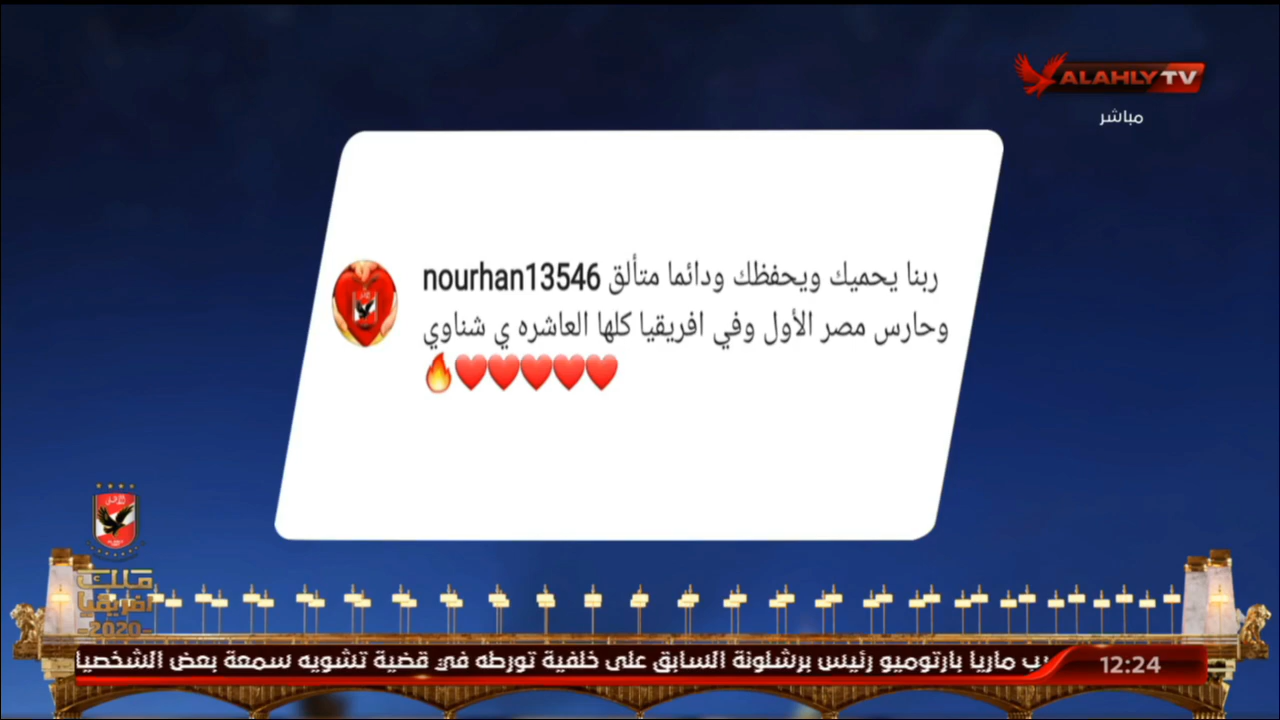 ALAHLY TV
مباشر
nourhan13546 ربنا يحميك ويحفظك ودائما متألق
وحارس مصر الأول وفي افريقيا كلها العاشره ي شناوي
❤️❤️❤️❤️❤️🔥
ملك
افريقيا
-2020-
ماريا بارتوميو رئيس برشلونة السابق على خلفية تورطه في قضية تشويه سمعة بعض
12:24